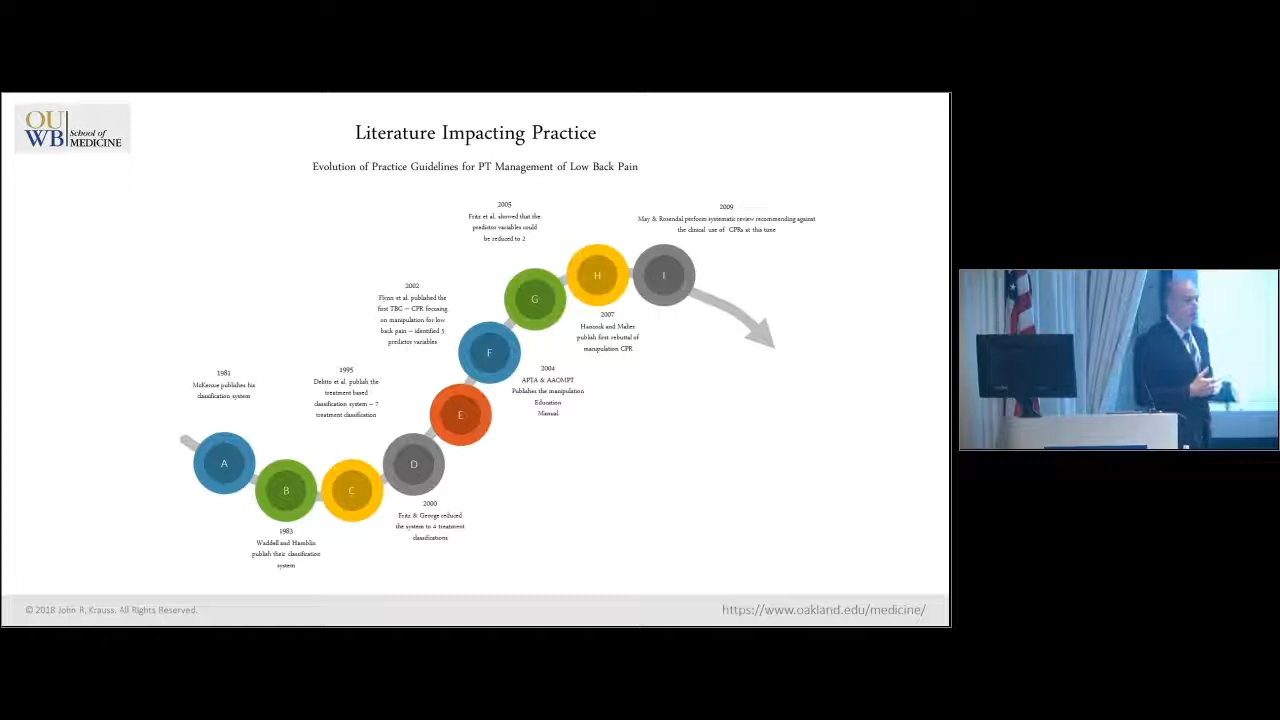 OU
WB
School of
MEDICINE
Literature Impacting Practice
Evolution of Practice Guidelines for PT Management of Low Back Pain
2005
Fritz et al. showed that the
predictor variables could
be reduced to 2
2009
May & Rosendal preform systematic review recommending against
the clinical use of CPRs at this time
2002
Flynn et al. published the
first TBC – CPR focusing
on manipulation for low
back pain – identified 5
predictor variables
G
H
I
2007
Hancock and Maher
publish first rebuttal of
manipulation CPR
F
2004
APTA & AAOMPT
Publishes the manipulation
Education
Manual
1981
McKenzie publishes his
classification system
1995
Delitto et al. publish the
treatment based
classification system – 7
treatment classification
E
A
B
C
D
2000
Fritz & George reduced
the system to 4 treatment
classifications
1983
Waddell and Hamblin
publish their classification
system
© 2018 John R. Krauss. All Rights Reserved.
https://www.oakland.edu/medicine/